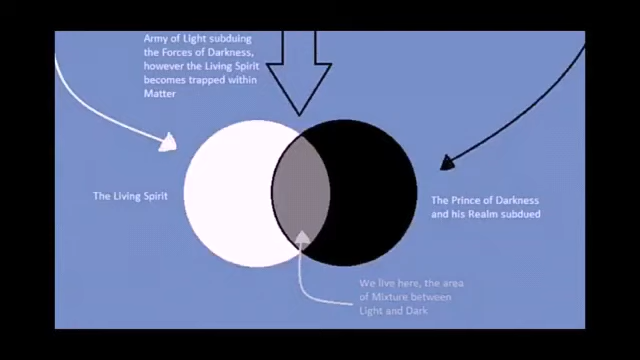 Army of Light subduing
the Forces of Darkness,
however the Living Spirit
becomes trapped within
Matter
The Living Spirit
The Prince of Darkness
and his Realm subdued
We live here, the area
of Mixture between
Light and Dark